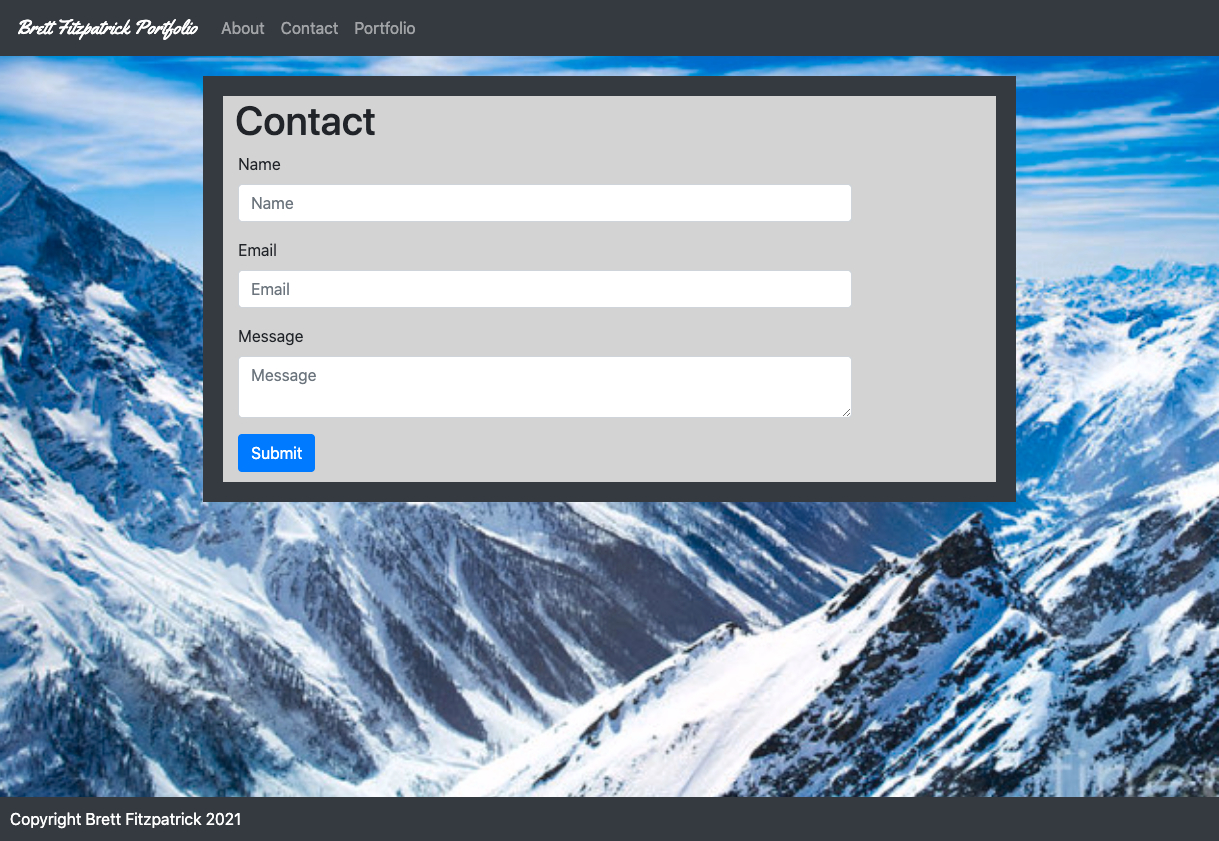 Brett Fitzpatrick Portfolio About Contact Portfolio
Contact
Name
Name
Email
Email
Message
Message
Submit
Copyright Brett Fitzpatrick 2021